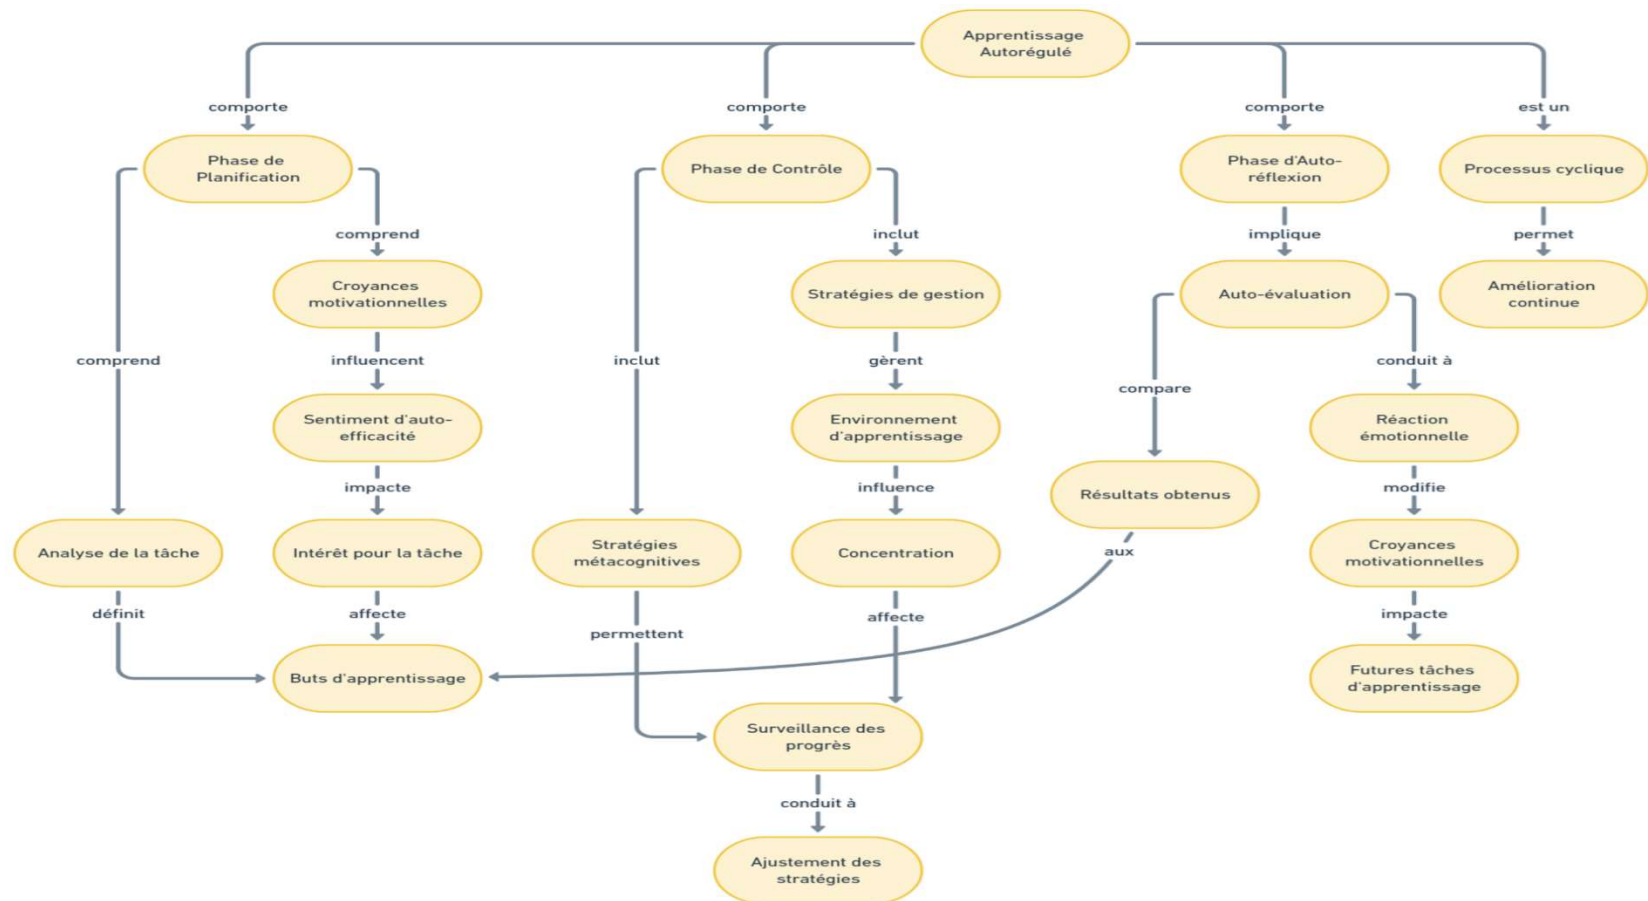 Apprentissage
Autorégulé
comporte
comporte
comporte
est un
Phase de
Planification
Phase de Contrôle
Phase d'Auto-
réflexion
Processus cyclique
comprend
inclut
implique
permet
Croyances
motivationnelles
Stratégies de gestion
Auto-évaluation
Amélioration
continue
comprend
influencent
inclut
gèrent
compare
conduit à
Sentiment d'auto-
efficacité
Environnement
d'apprentissage
Réaction
émotionnelle
impacte
influence
Résultats obtenus
modifie
Analyse de la tâche
Intérêt pour la tâche
Stratégies
métacognitives
Concentration
aux
Croyances
motivationnelles
définit
affecte
permettent
affecte
impacte
Buts d'apprentissage
Futures tâches
d'apprentissage
Surveillance des
progrès
conduit à
Ajustement des
stratégies